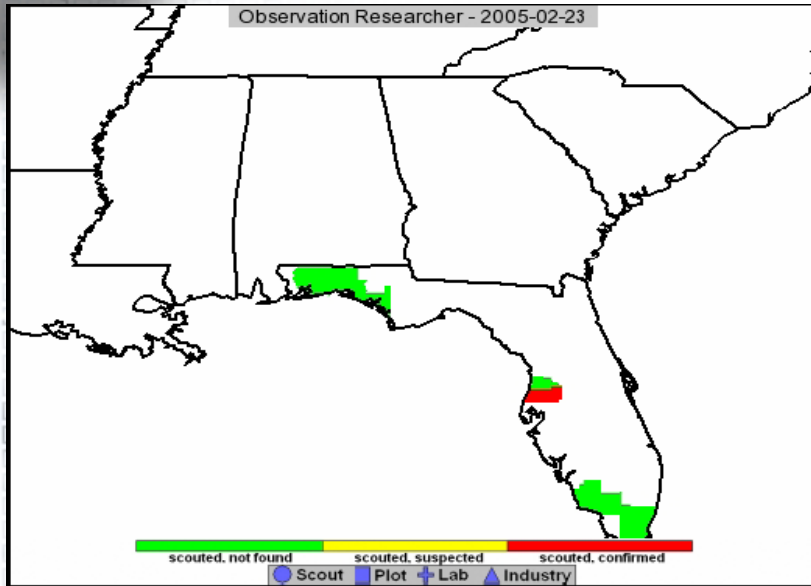 Observation Researcher - 2005-02-23
scouted, not found scouted, suspected scouted, confirmed
Scout Plot Lab Industry